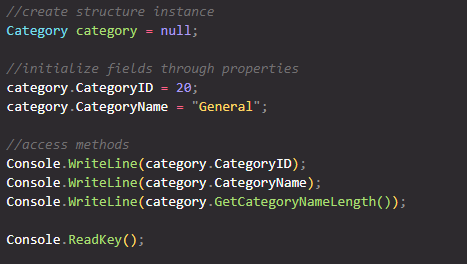 //create structure instance
Category category = null;
//initialize fields through properties
category.CategoryID = 20;
category.CategoryName = "General";
//access methods
Console.WriteLine(category.CategoryID);
Console.WriteLine(category.CategoryName);
Console.WriteLine(category.GetCategoryNameLength());
Console.ReadKey();